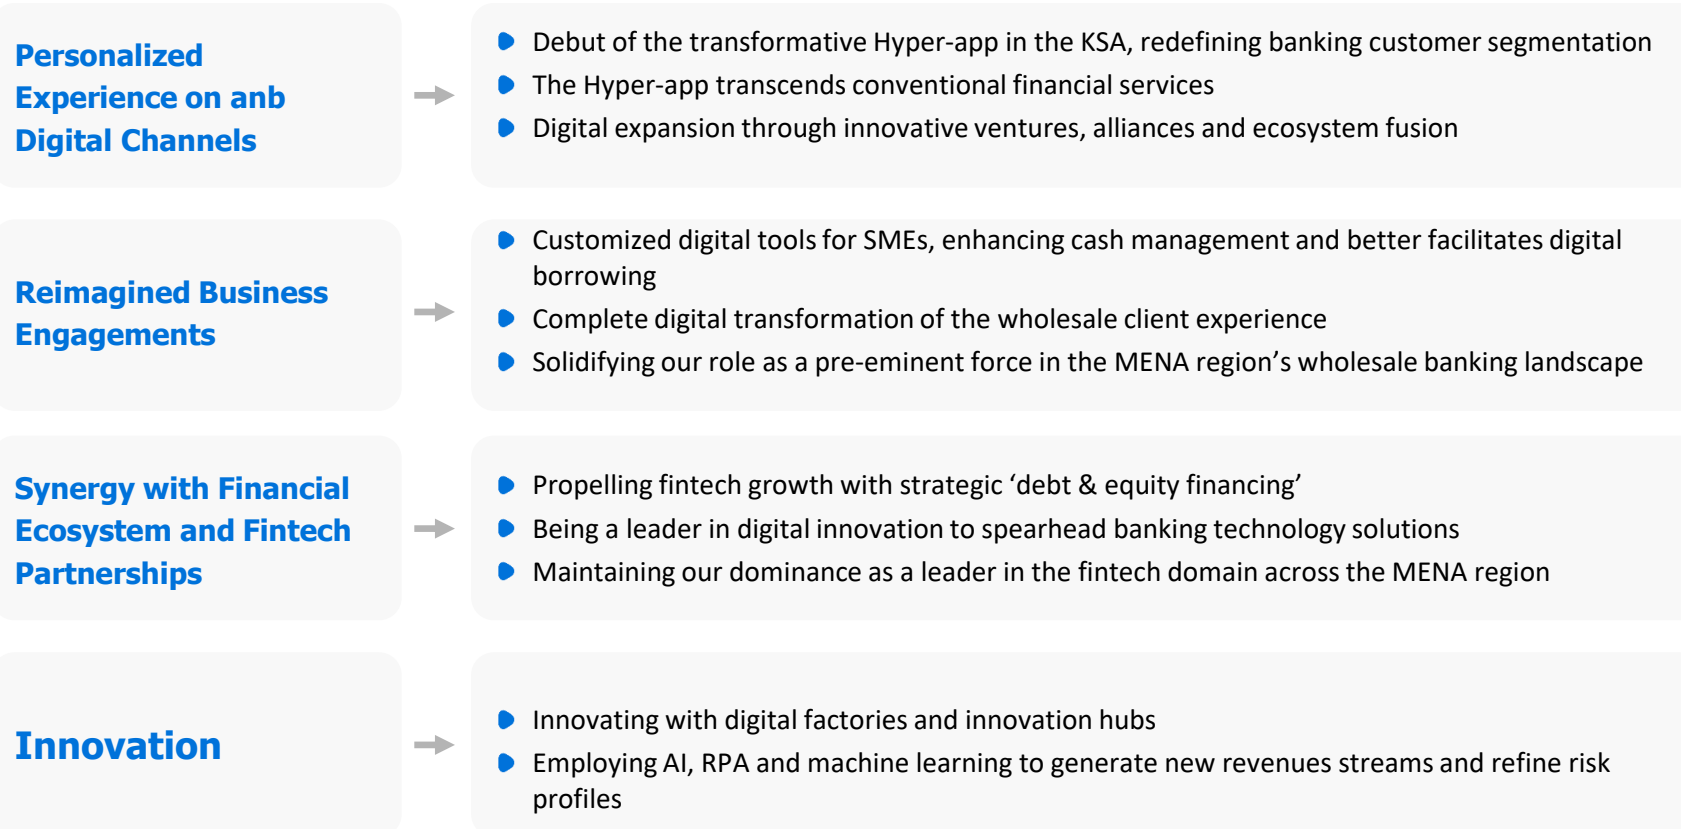 Personalized
Experience on anb
Digital Channels
Debut of the transformative Hyper-app in the KSA, redefining banking customer segmentation
The Hyper-app transcends conventional financial services
Digital expansion through innovative ventures, alliances and ecosystem fusion
Reimagined Business
Engagements
Customized digital tools for SMEs, enhancing cash management and better facilitates digital
borrowing
Complete digital transformation of the wholesale client experience
Solidifying our role as a pre-eminent force in the MENA region’s wholesale banking landscape
Synergy with Financial
Ecosystem and Fintech
Partnerships
Propelling fintech growth with strategic ‘debt & equity financing’
Being a leader in digital innovation to spearhead banking technology solutions
Maintaining our dominance as a leader in the fintech domain across the MENA region
Innovation
Innovating with digital factories and innovation hubs
Employing AI, RPA and machine learning to generate new revenues streams and refine risk
profiles